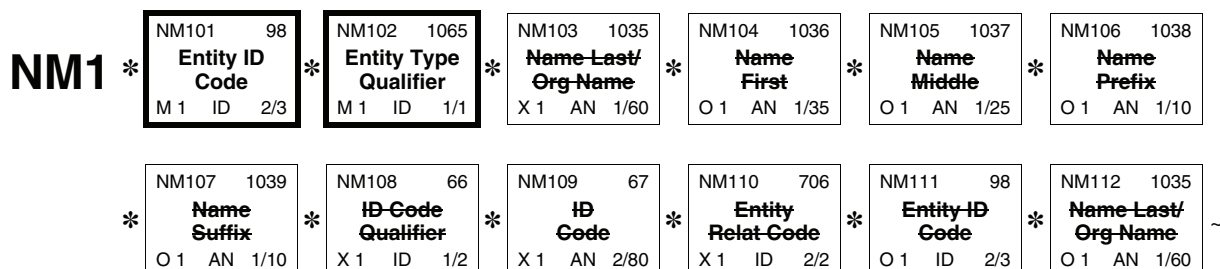 NM1 * NM101 98 * NM102 1065 * NM103 1035 * NM104 1036 * NM105 1037 * NM106 1038
Entity ID Entity Type Name Last/ Name Name Name
Code Qualifier Org Name First Middle Prefix
M 1 ID 2/3 M 1 ID 1/1 X 1 AN 1/60 O 1 AN 1/35 O 1 AN 1/25 O 1 AN 1/10
* NM107 1039 * NM108 66 * NM109 67 * NM110 706 * NM111 98 * NM112 1035 ~
Name ID Code ID Entity Entity ID Name Last/
Suffix Qualifier Code Relat Code Code Org Name
O 1 AN 1/10 X 1 ID 1/2 X 1 AN 2/80 X 1 ID 2/2 O 1 ID 2/3 O 1 AN 1/60